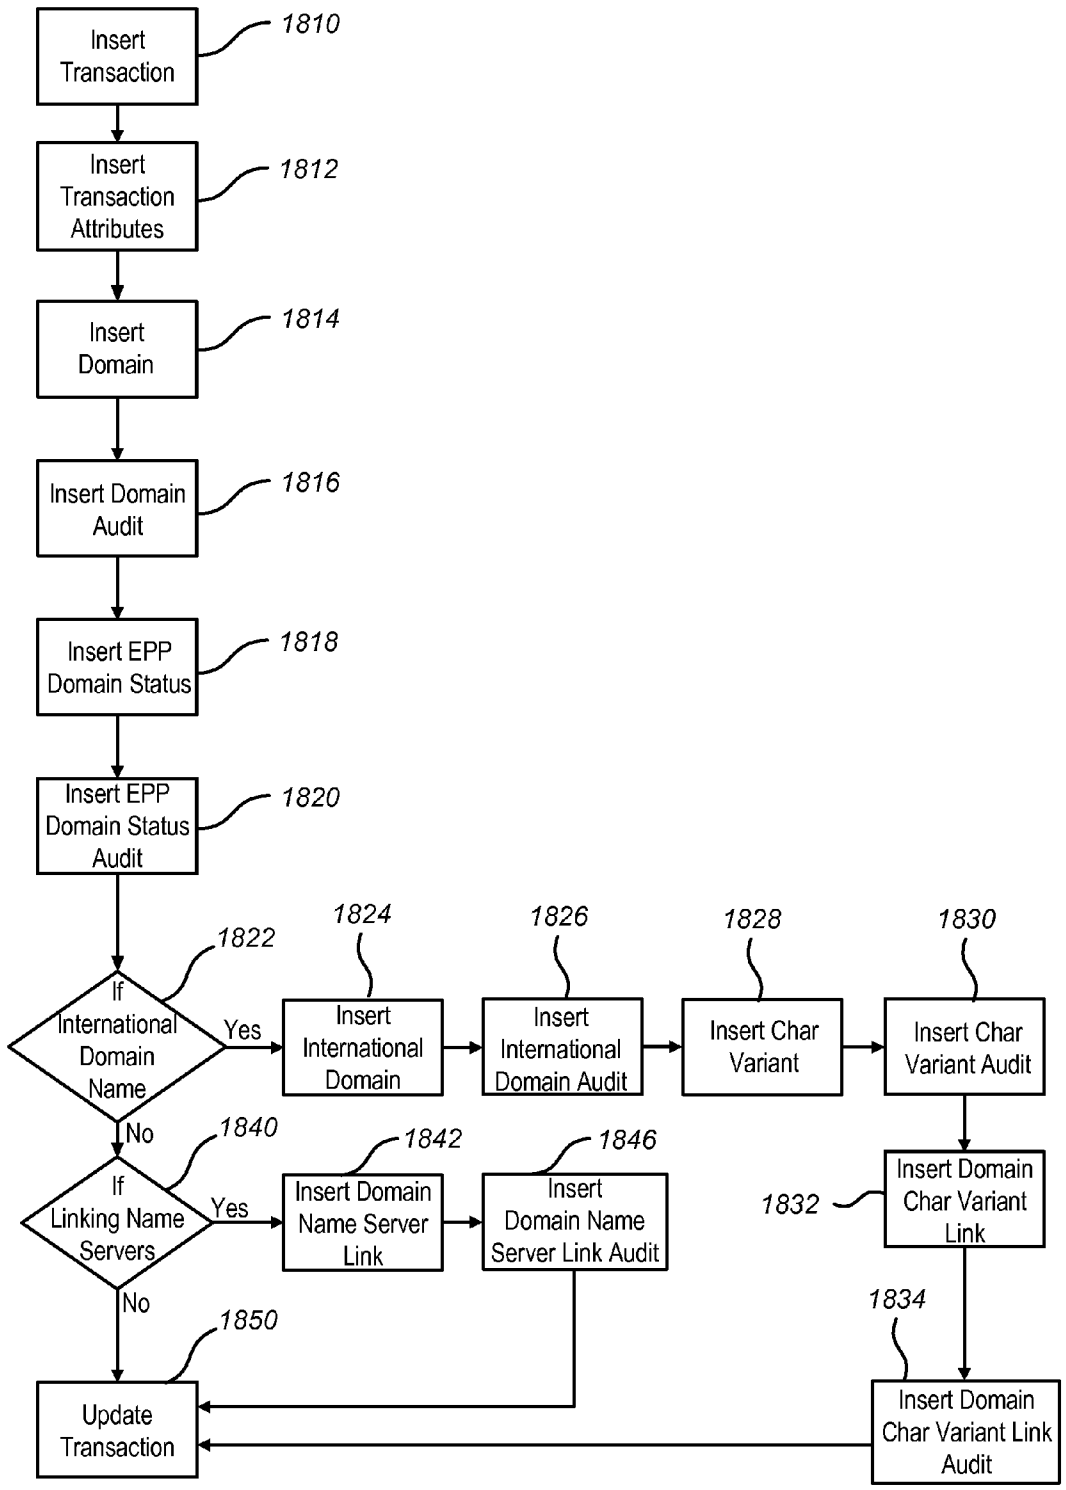 Insert
Transaction
1810
Insert
Transaction
Attributes
1812
Insert
Domain
1814
Insert Domain
Audit
1816
Insert EPP
Domain Status
1818
Insert EPP
Domain Status
Audit
1820
If
International
Domain
Name
1822
Yes
No
Insert
International
Domain
1824
Insert
International
Domain Audit
1826
Insert Char
Variant
1828
Insert Char
Variant Audit
1830
Insert Domain
Char Variant
Link
1832
Insert Domain
Char Variant Link
Audit
1834
If
Linking Name
Servers
1840
Yes
No
Insert Domain
Name Server
Link
1842
Insert
Domain Name
Server Link Audit
1846
Update
Transaction
1850